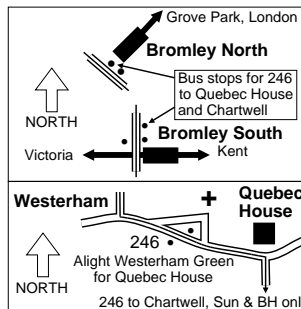 Grove Park, London
Bromley North
Bus stops for 246
to Quebec House
and Chartwell
NORTH
Bromley South
Victoria
Kent
Westerham
Quebec
House
246
Alight Westerham Green
for Quebec House
NORTH
246 to Chartwell, Sun & BH only